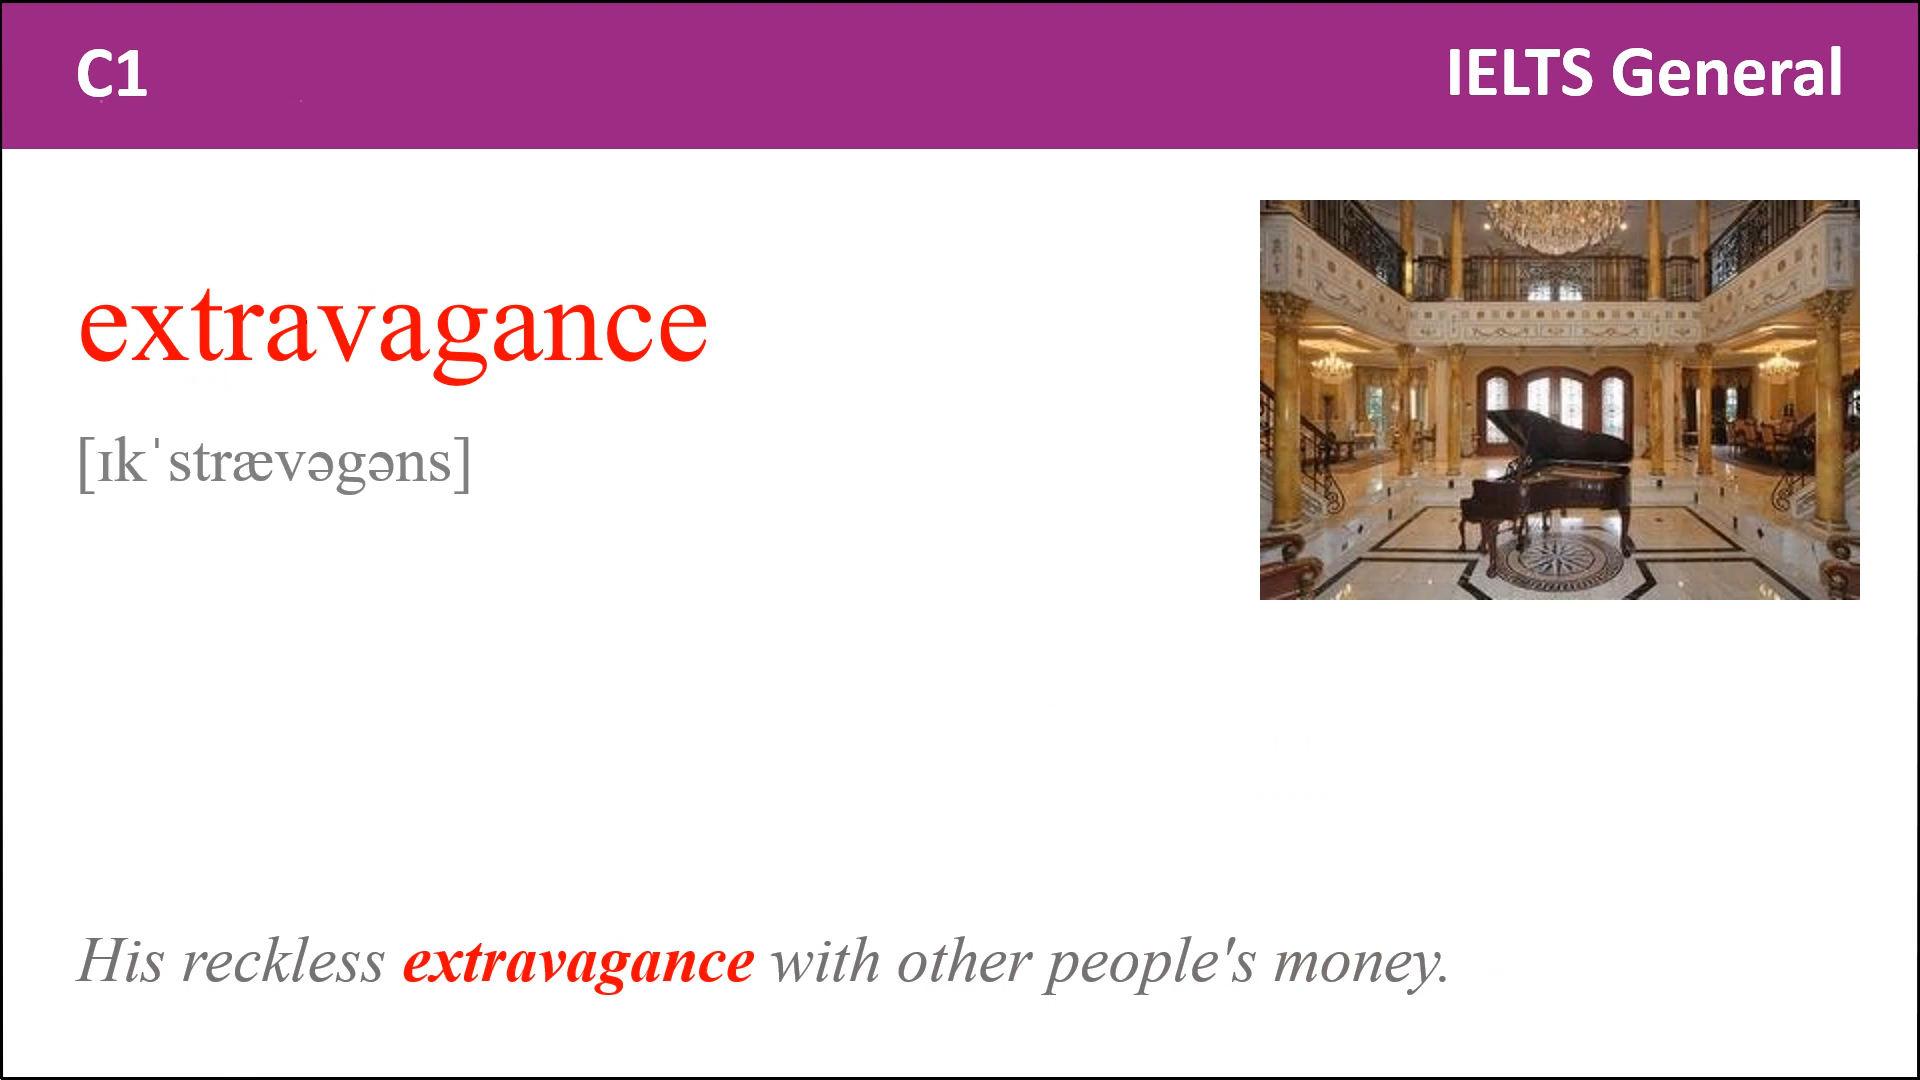 C1
IELTS General
extravagance
[ɪkˈstrævəgəns]
His reckless extravagance with other people's money.